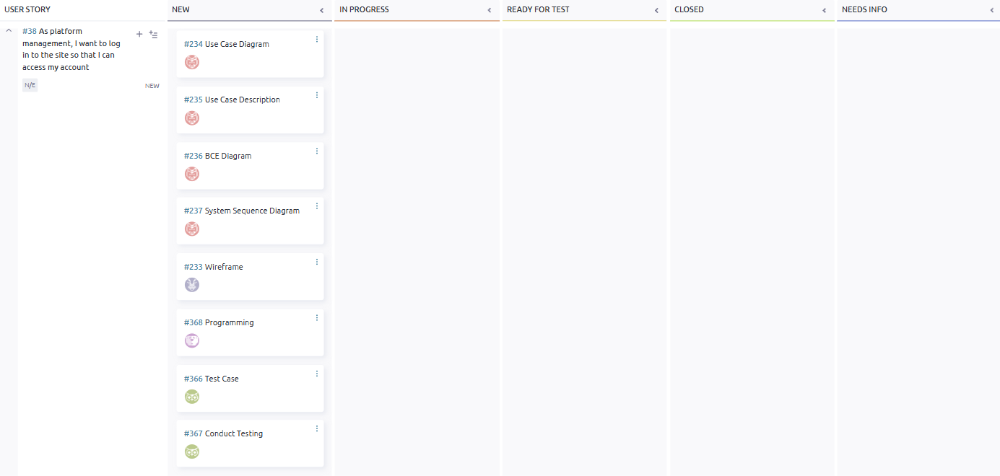 USER STORY
NEW
IN PROGRESS
READY FOR TEST
CLOSED
NEEDS INFO
#38 As platform
management, I want to log
in to the site so that I can
access my account
N/E
NEW
#234 Use Case Diagram
#235 Use Case Description
#236 BCE Diagram
#237 System Sequence Diagram
#233 Wireframe
#368 Programming
#366 Test Case
#367 Conduct Testing